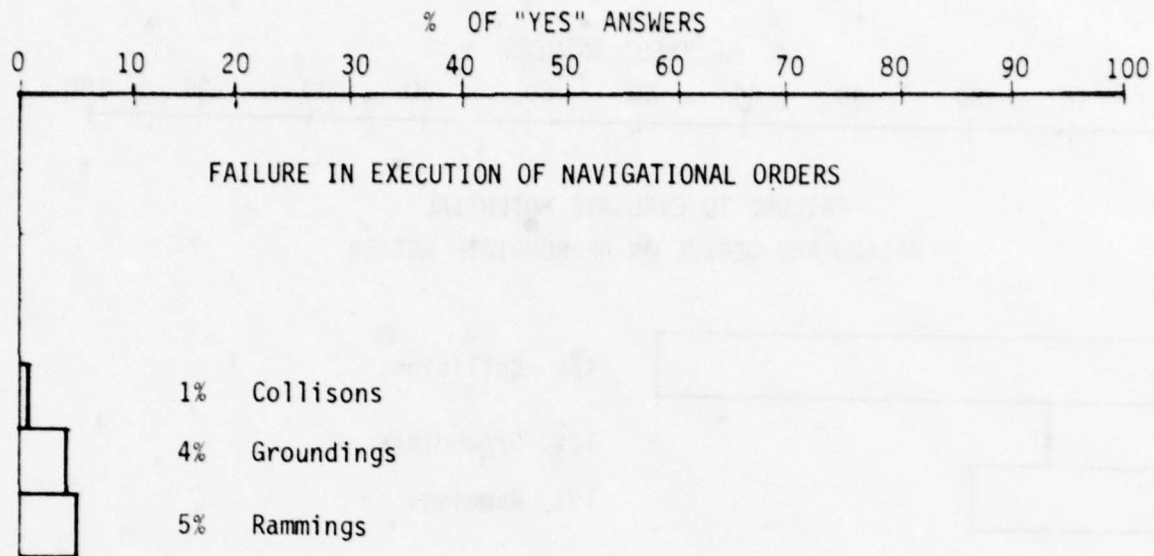 % OF "YES" ANSWERS
0 10 20 30 40 50 60 70 80 90 100
FAILURE IN EXECUTION OF NAVIGATIONAL ORDERS
1% Collisons
4% Groundings
5% Rammings